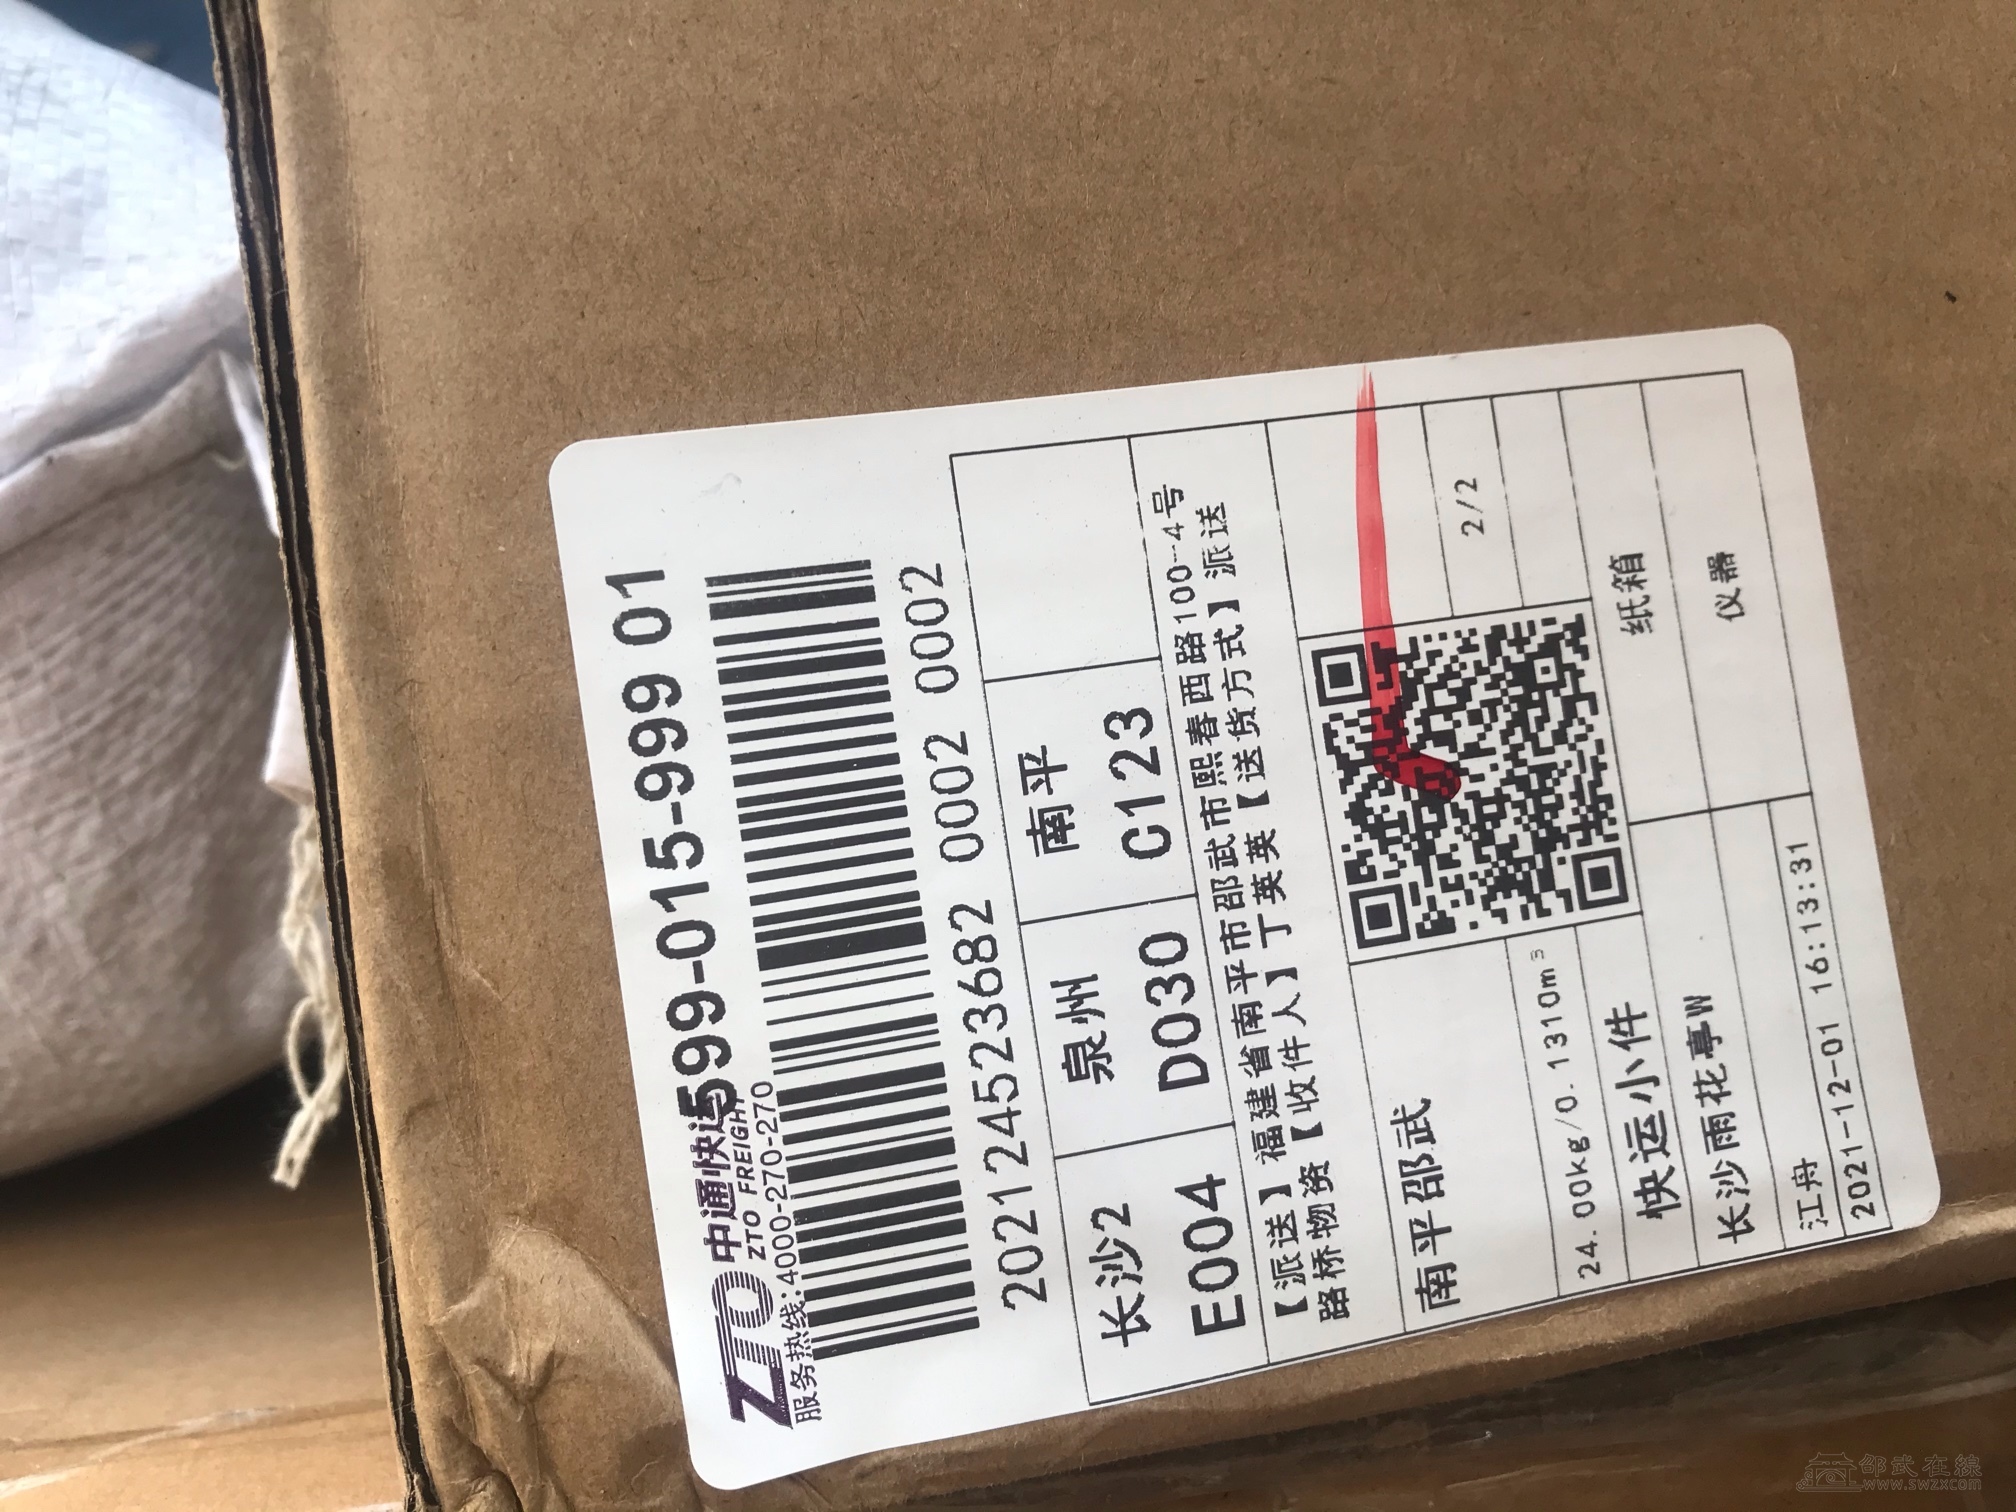 599-015-999 01
ZTO 中通快运
ZTO FREIGHT
服务热线:4000-270-270
202124523682 0002 0002
长沙2 泉州 南平
E004 D030 C123
【派送】福建省南平市邵武市熙春西路100--4号
路桥物资【收件人】丁英英【送货方式】派送
南平邵武
24.00kg/0.1310m³
2/2
快运小件 纸箱
长沙雨花亭W 仪器
江舟
2021-12-01 16:13:31
邵武在線
www.swzx.com